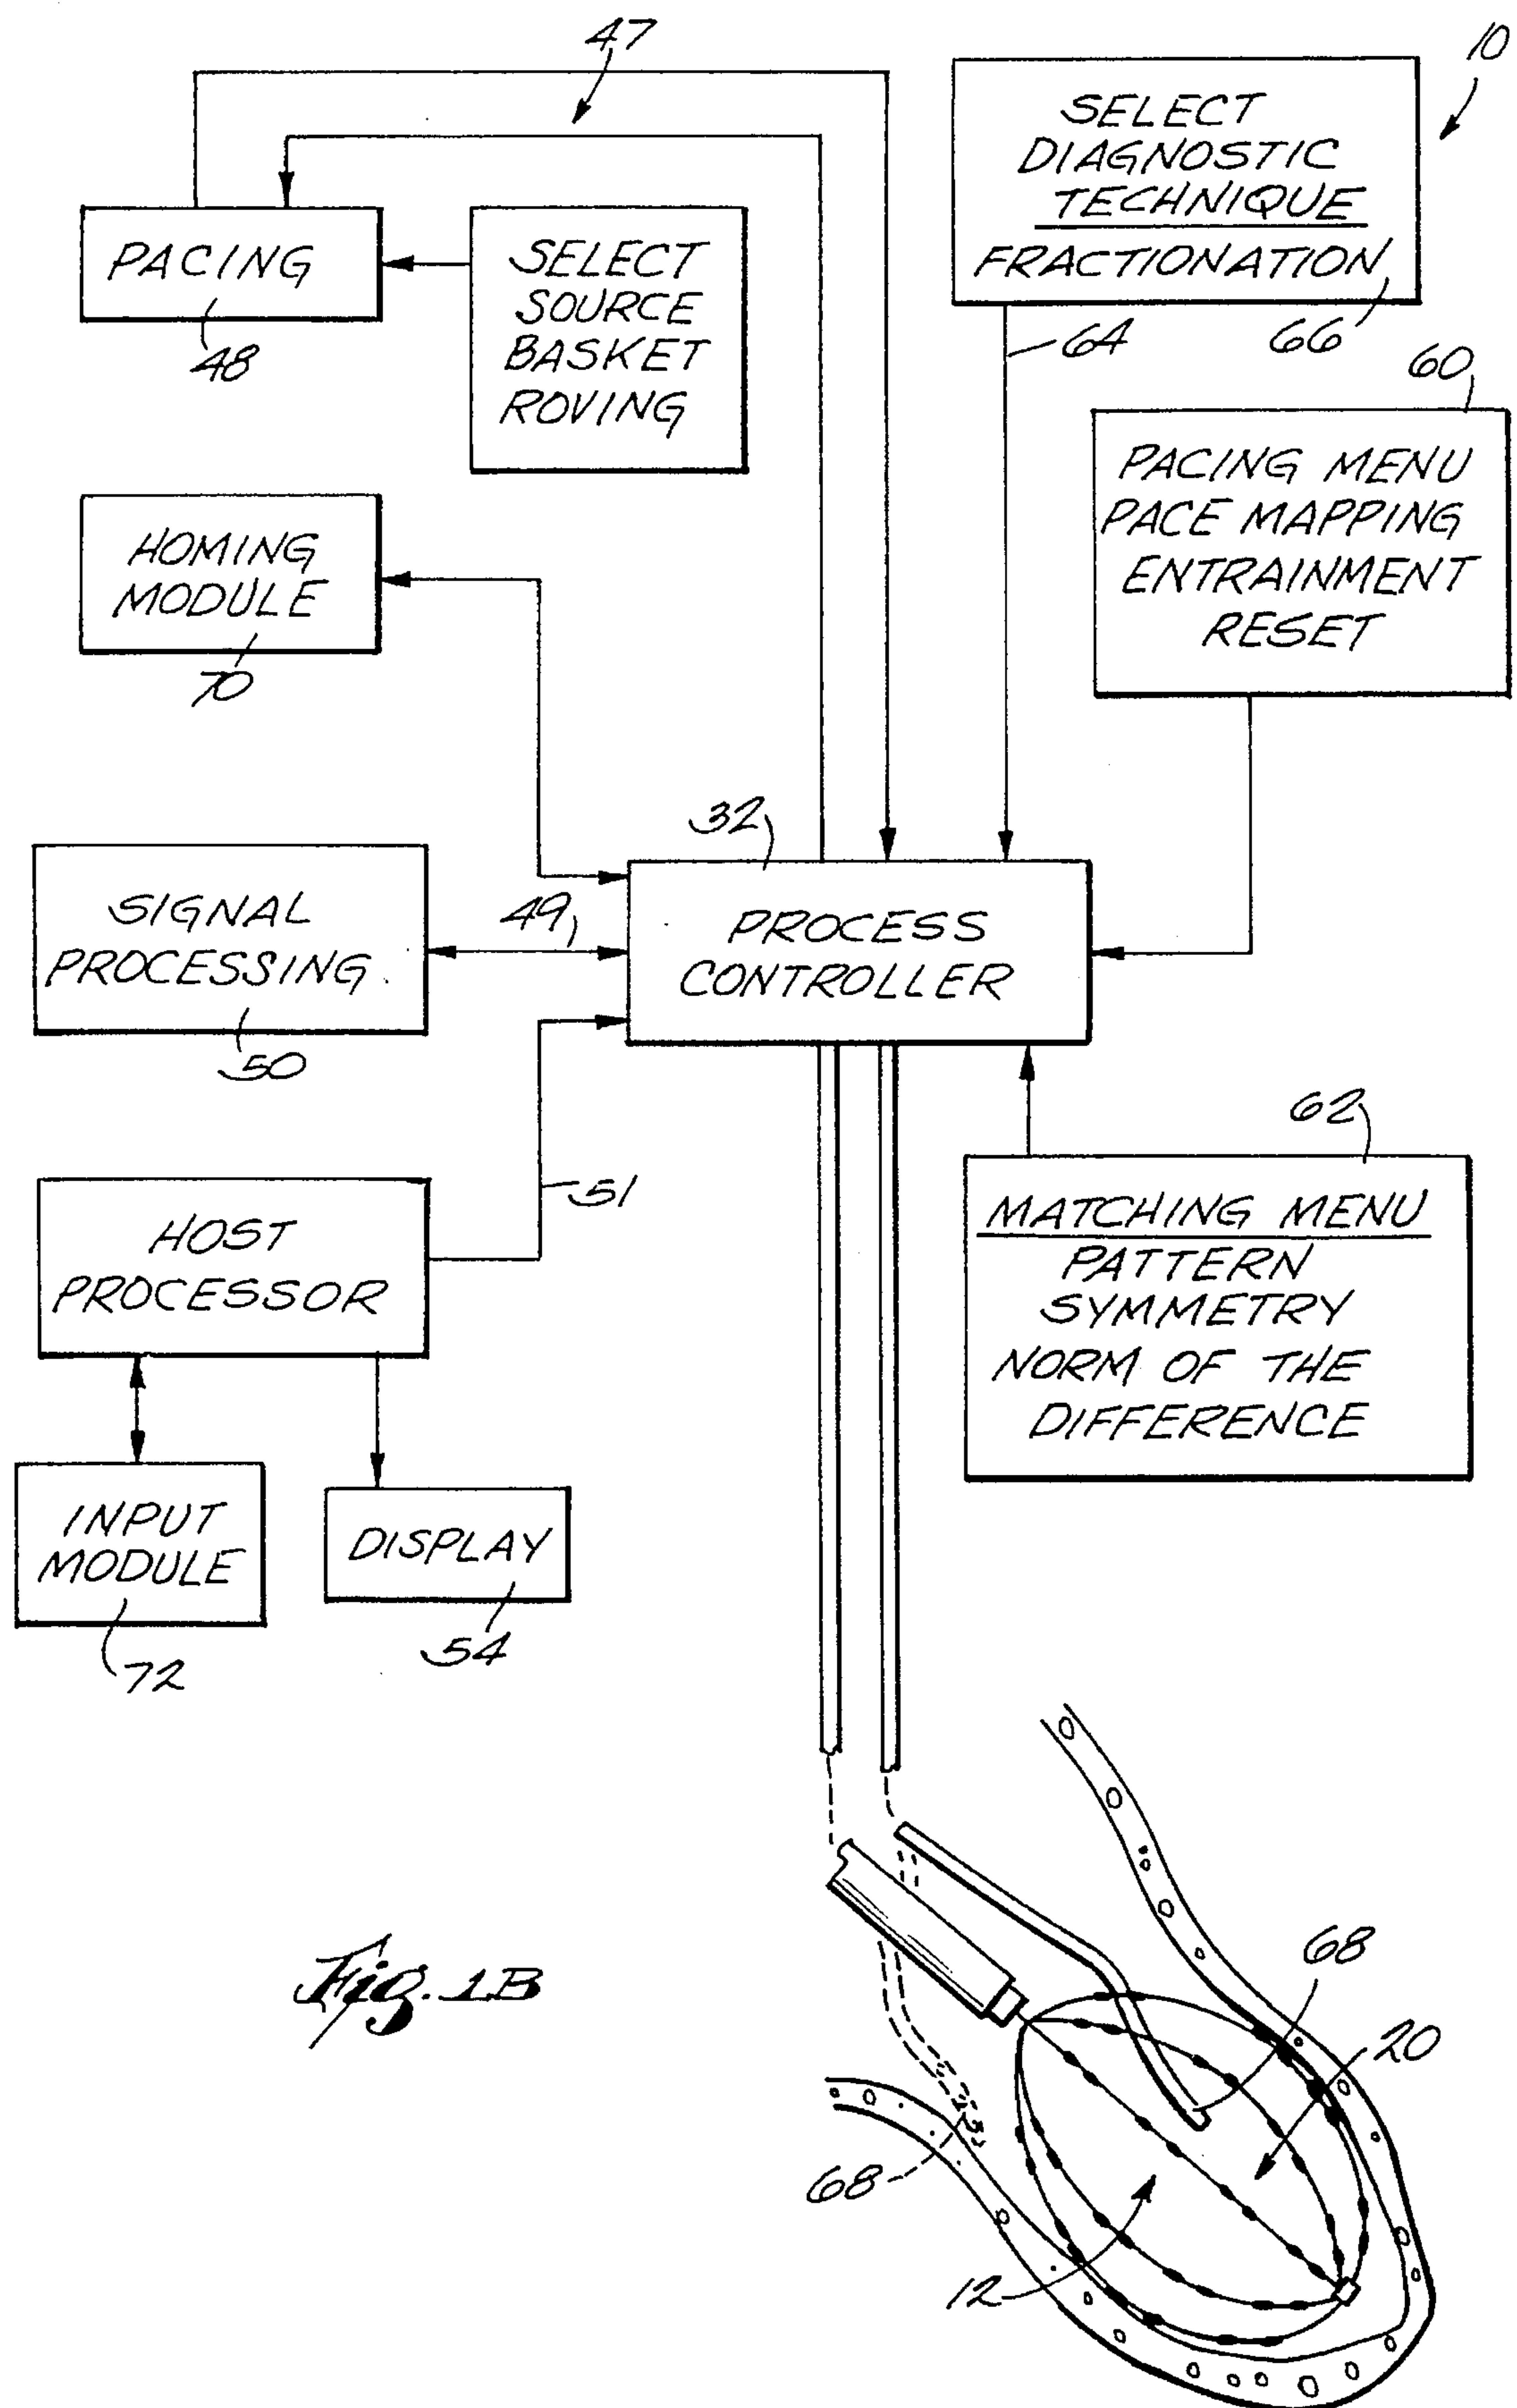 47
10
SELECT
DIAGNOSTIC
TECHNIQUE
FRACTIONATION
66
64
PACING
48
SELECT
SOURCE
BASKET
ROVING
60
PACING MENU
PACE MAPPING
ENTRAINMENT
RESET
HOMING
MODULE
70
32
PROCESS
CONTROLLER
49
SIGNAL
PROCESSING
50
51
HOST
PROCESSOR
62
MATCHING MENU
PATTERN
SYMMETRY
NORM OF THE
DIFFERENCE
INPUT
MODULE
72
DISPLAY
54
68
20
68
12
Fig. 1B